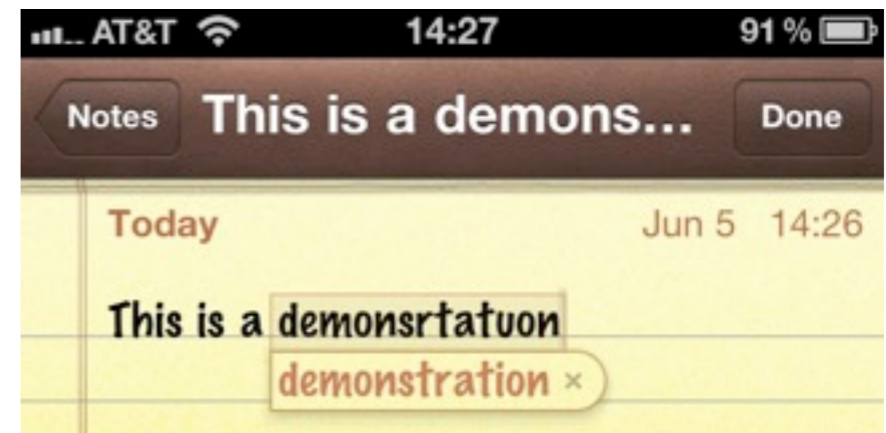 AT&T 14:27 91 %
Notes This is a demons... Done
Today Jun 5 14:26
This is a demonsrtatuon
demonstration ×